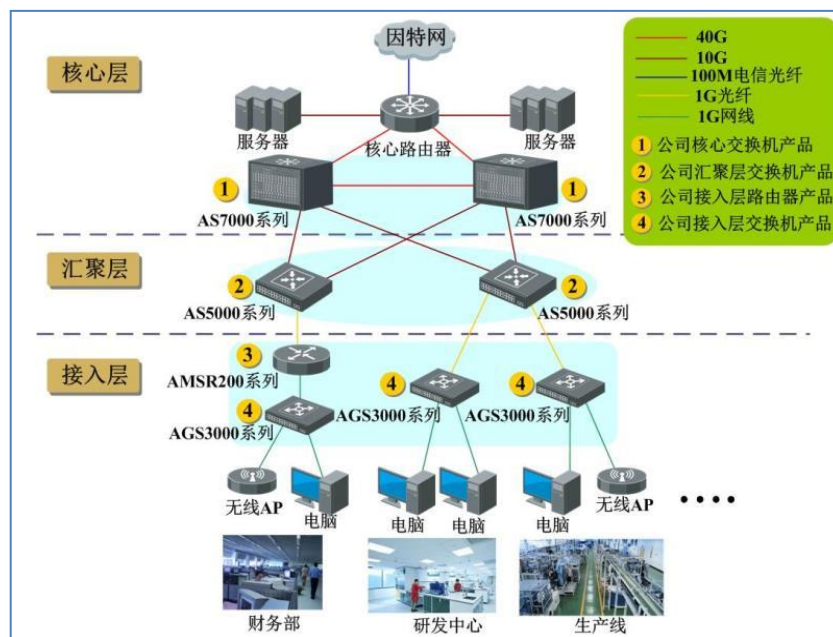 因特网
40G
10G
100M电信光纤
1G光纤
1G网线
1 公司核心交换机产品
2 公司汇聚层交换机产品
3 公司接入层路由器产品
4 公司接入层交换机产品
核心层
服务器
核心路由器
服务器
1
1
AS7000系列
AS7000系列
汇聚层
2
2
AS5000系列
AS5000系列
接入层
3
AMSR200系列
4
4
4
AGS3000系列
AGS3000系列
AGS3000系列
无线AP
电脑
电脑
电脑
电脑
无线AP
财务部
研发中心
生产线